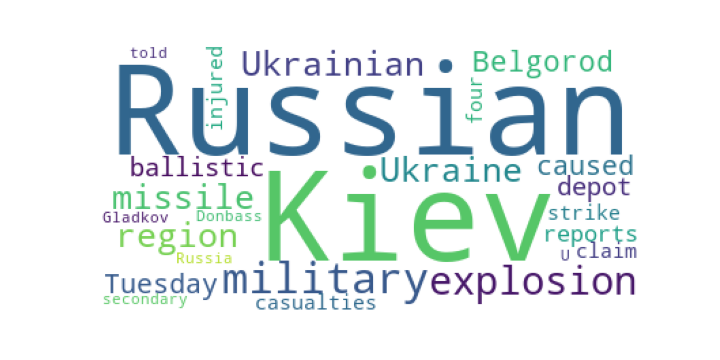 told
injured
Ukrainian
four
Belgorod
Russian
ballistic
Kiev
Ukraine
caused
missile
depot
Gladkov
Donbass
strike
region
reports
Russia
U
claim
Tuesday
military
explosion
secondary
casualties